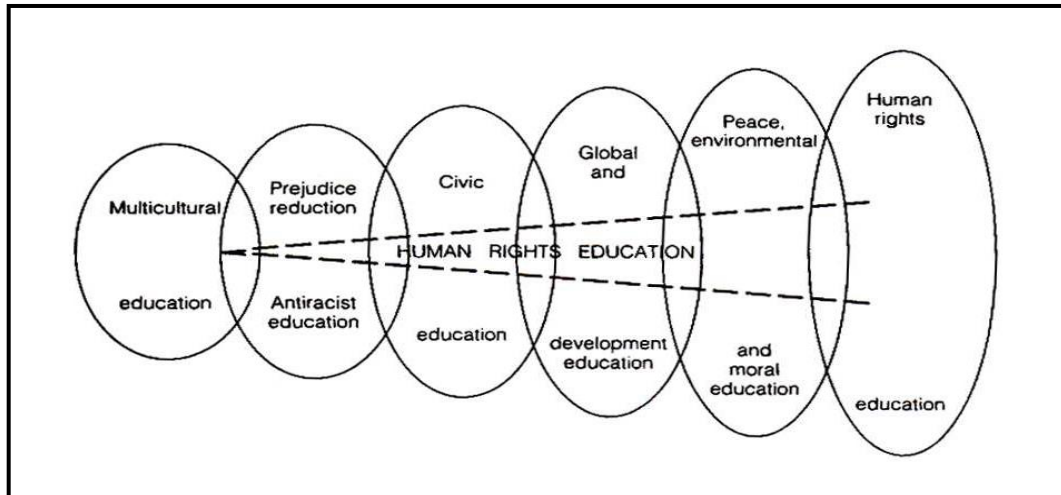 Multicultural
education
Prejudice
reduction
Antiracist
education
Civic
education
Global
and
development
education
Peace,
environmental
and
moral
education
Human
rights
education
HUMAN RIGHTS EDUCATION